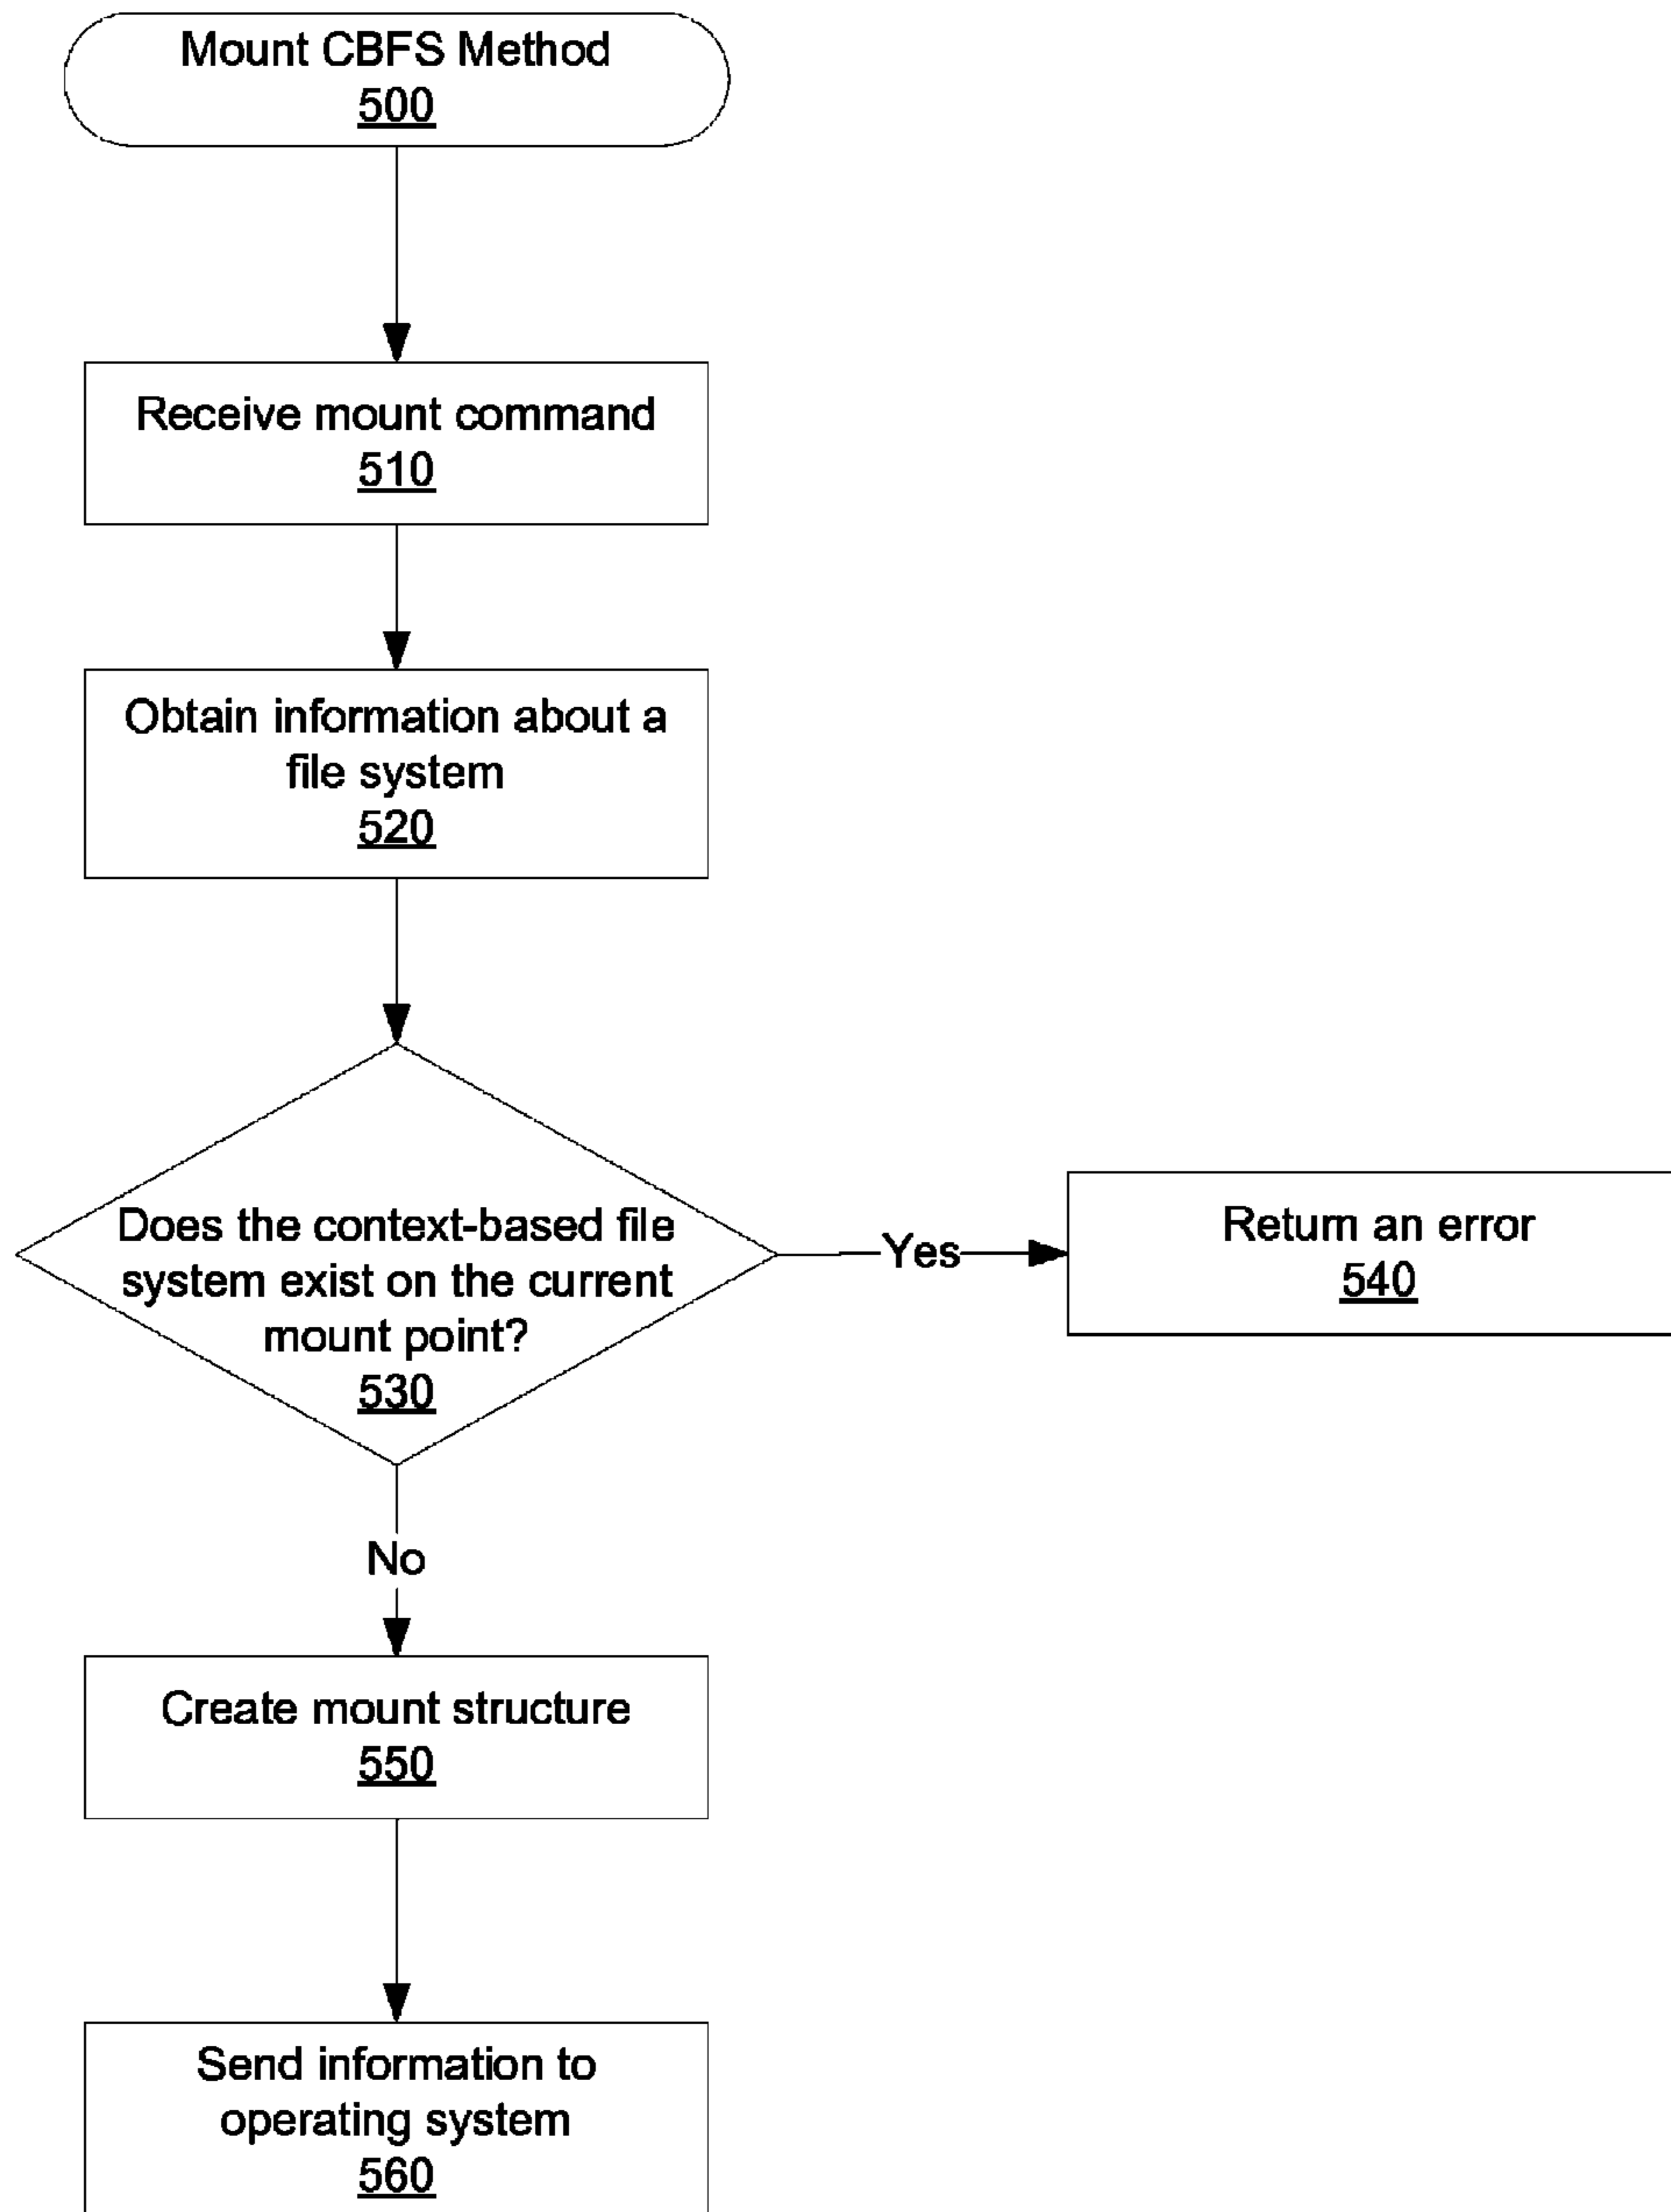 Mount CBFS Method
500
Receive mount command
510
Obtain information about a
file system
520
Does the context-based file
system exist on the current
mount point?
530
Yes
Return an error
540
No
Create mount structure
550
Send information to
operating system
560